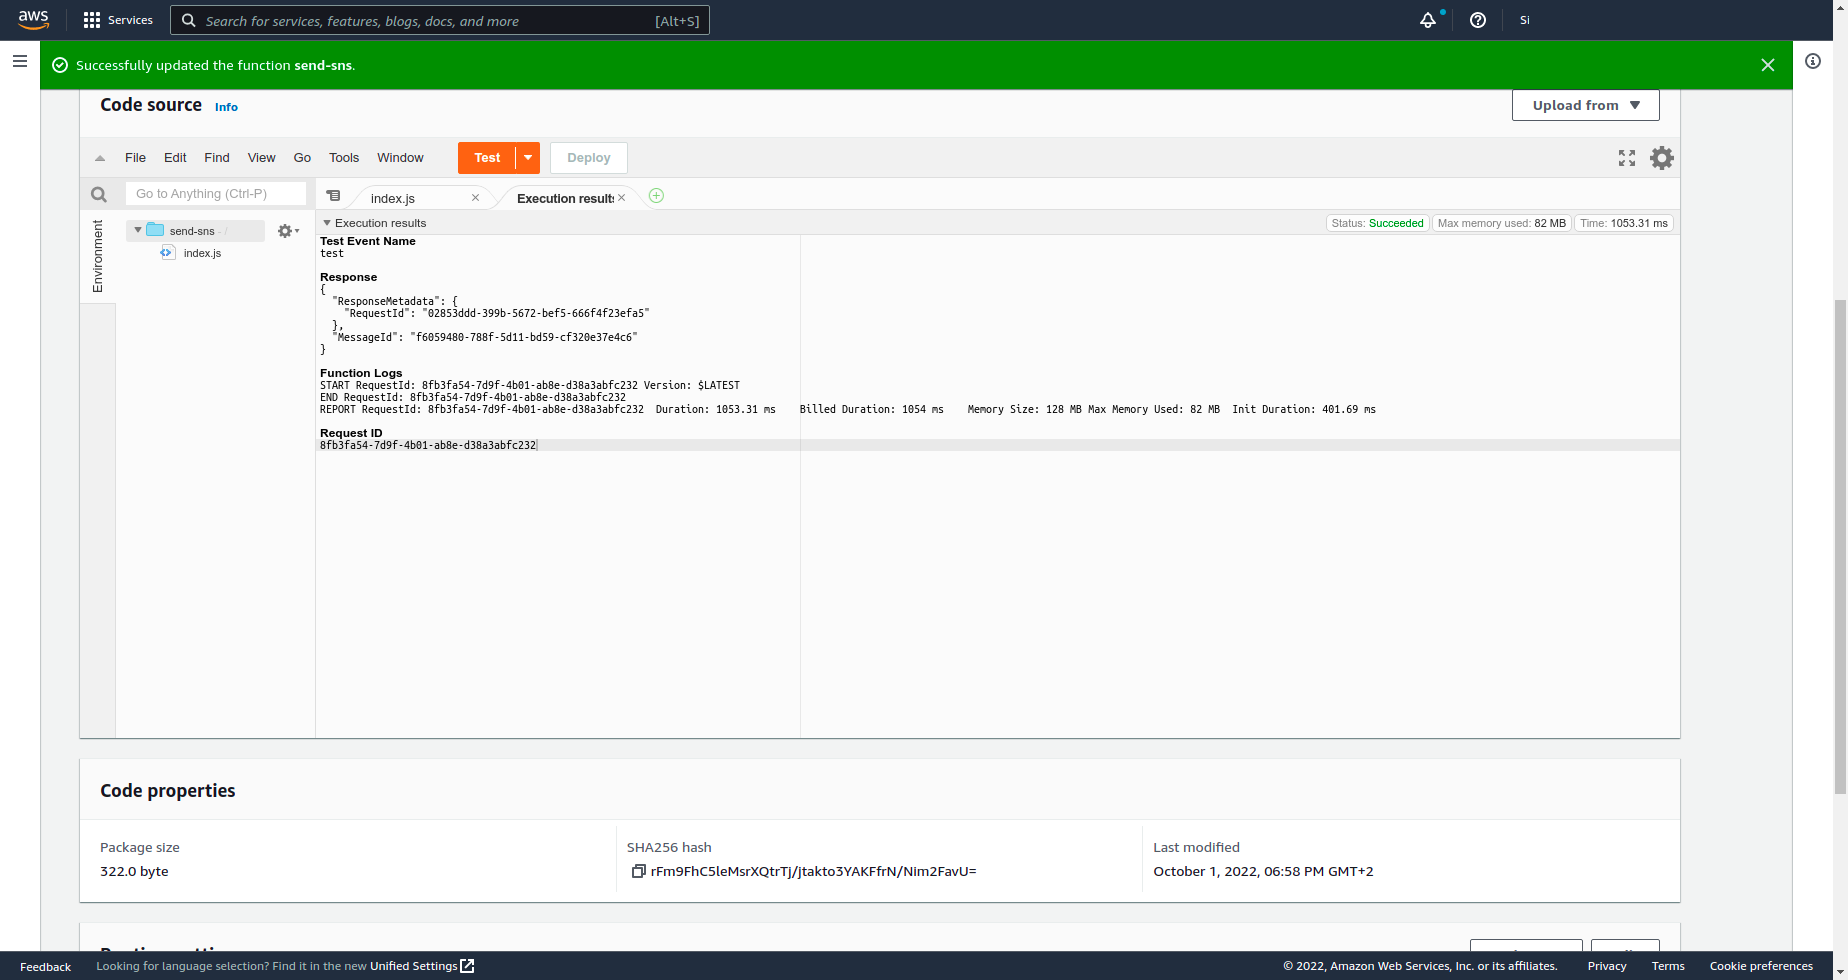 aws
Services
Search for services, features, blogs, docs, and more
[Alt+S]
Si
Successfully updated the function send-sns.
Code source Info
Upload from
File Edit Find View Go Tools Window
Test
Deploy
Go to Anything (Ctrl-P)
index.js
Execution results
Environment
send-sns - /
index.js
Execution results
Status: Succeeded
Max memory used: 82 MB
Time: 1053.31 ms
Test Event Name
test
Response
{
"ResponseMetadata": {
"RequestId": "02853ddd-399b-5672-bef5-666f4f23efa5"
},
"MessageId": "f6059480-788f-5d11-bd59-cf320e37e4c6"
}
Function Logs
START RequestId: 8fb3fa54-7d9f-4b01-ab8e-d38a3abfc232 Version: $LATEST
END RequestId: 8fb3fa54-7d9f-4b01-ab8e-d38a3abfc232
REPORT RequestId: 8fb3fa54-7d9f-4b01-ab8e-d38a3abfc232 Duration: 1053.31 ms Billed Duration: 1054 ms Memory Size: 128 MB Max Memory Used: 82 MB Init Duration: 401.69 ms
Request ID
8fb3fa54-7d9f-4b01-ab8e-d38a3abfc232
Code properties
Package size
322.0 byte
SHA256 hash
rFm9FhC5leMsrXQtrTj/jtakto3YAKFfrN/Nim2FavU=
Last modified
October 1, 2022, 06:58 PM GMT+2
Feedback
Looking for language selection? Find it in the new Unified Settings
© 2022, Amazon Web Services, Inc. or its affiliates.
Privacy
Terms
Cookie preferences